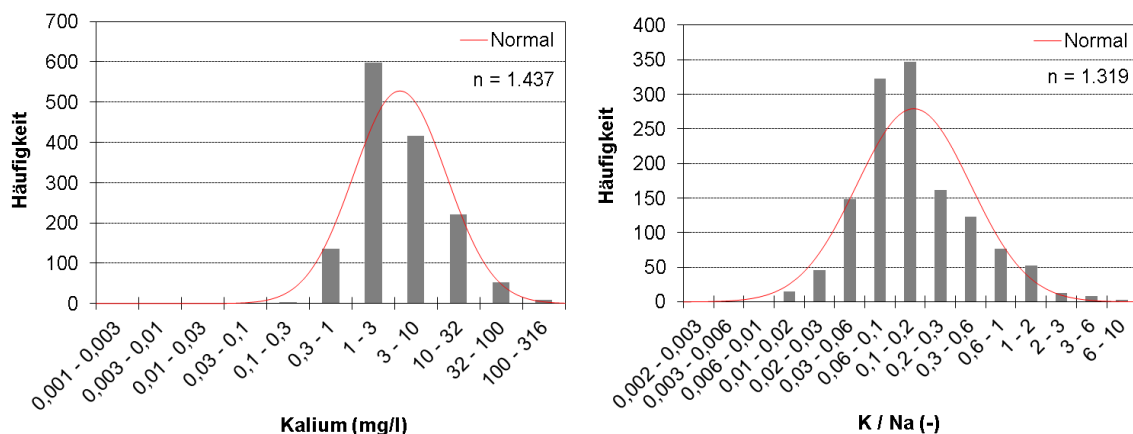 700
600
500
400
300
200
100
0
Häufigkeit
Normal
n = 1.437
0,001 - 0,003
0,003 - 0,01
0,01 - 0,03
0,03 - 0,1
0,1 - 0,3
0,3 - 1
1 - 3
3 - 10
10 - 32
32 - 100
100 - 316
Kalium (mg/l)
400
350
300
250
200
150
100
50
0
Häufigkeit
Normal
n = 1.319
0,002 - 0,003
0,003 - 0,006
0,006 - 0,01
0,01 - 0,02
0,02 - 0,03
0,03 - 0,06
0,06 - 0,1
0,1 - 0,2
0,2 - 0,3
0,3 - 0,6
0,6 - 1
1 - 2
2 - 3
3 - 6
6 - 10
K / Na (-)